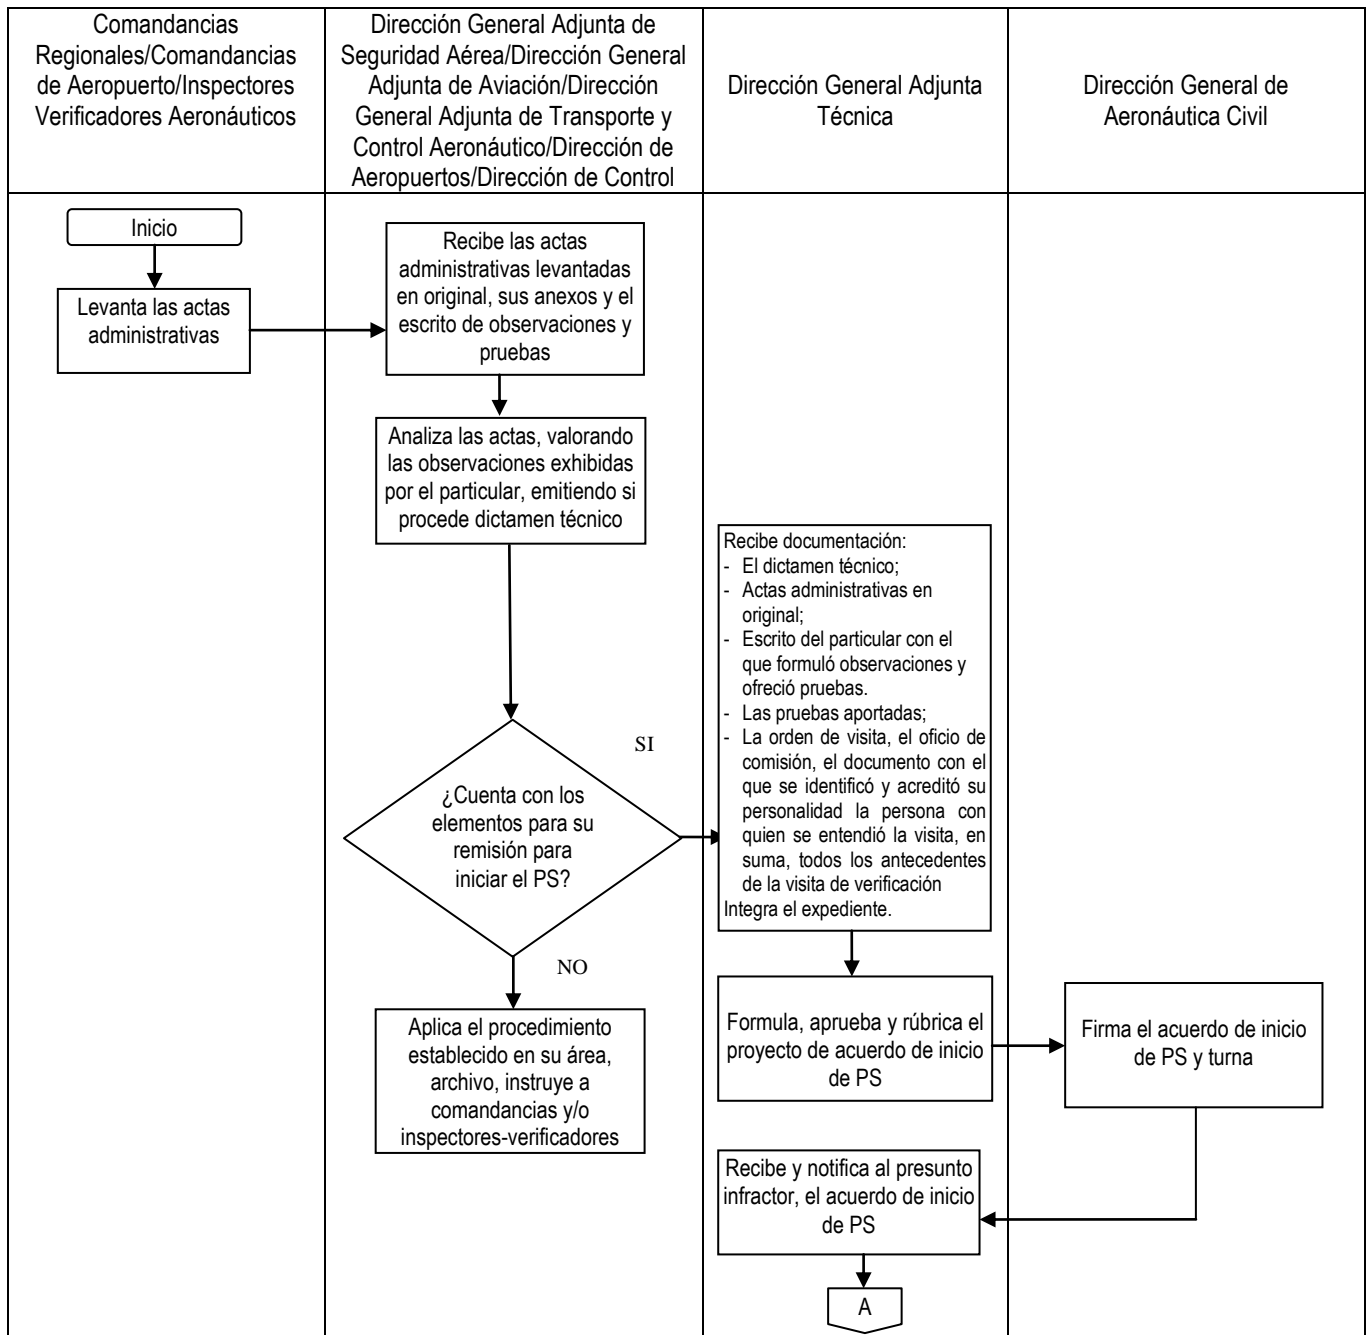 Comandancias
Regionales/Comandancias
de Aeropuerto/Inspectores
Verificadores Aeronáuticos
Dirección General Adjunta de
Seguridad Aérea/Dirección General
Adjunta de Aviación/Dirección
General Adjunta de Transporte y
Control Aeronáutico/Dirección de
Aeropuertos/Dirección de Control
Dirección General Adjunta
Técnica
Dirección General de
Aeronáutica Civil
Inicio
Levanta las actas
administrativas
Recibe las actas
administrativas levantadas
en original, sus anexos y el
escrito de observaciones y
pruebas
Analiza las actas, valorando
las observaciones exhibidas
por el particular, emitiendo si
procede dictamen técnico
¿Cuenta con los
elementos para su
remisión para
iniciar el PS?
SI
NO
Aplica el procedimiento
establecido en su área,
archivo, instruye a
comandancias y/o
inspectores-verificadores
Recibe documentación:
- El dictamen técnico;
- Actas administrativas en
original;
- Escrito del particular con el
que formuló observaciones y
ofreció pruebas.
- Las pruebas aportadas;
- La orden de visita, el oficio de
comisión, el documento con el
que se identificó y acreditó su
personalidad la persona con
quien se entendió la visita, en
suma, todos los antecedentes
de la visita de verificación
Integra el expediente.
Formula, aprueba y rúbrica el
proyecto de acuerdo de inicio
de PS
Firma el acuerdo de inicio
de PS y turna
Recibe y notifica al presunto
infractor, el acuerdo de inicio
de PS
A